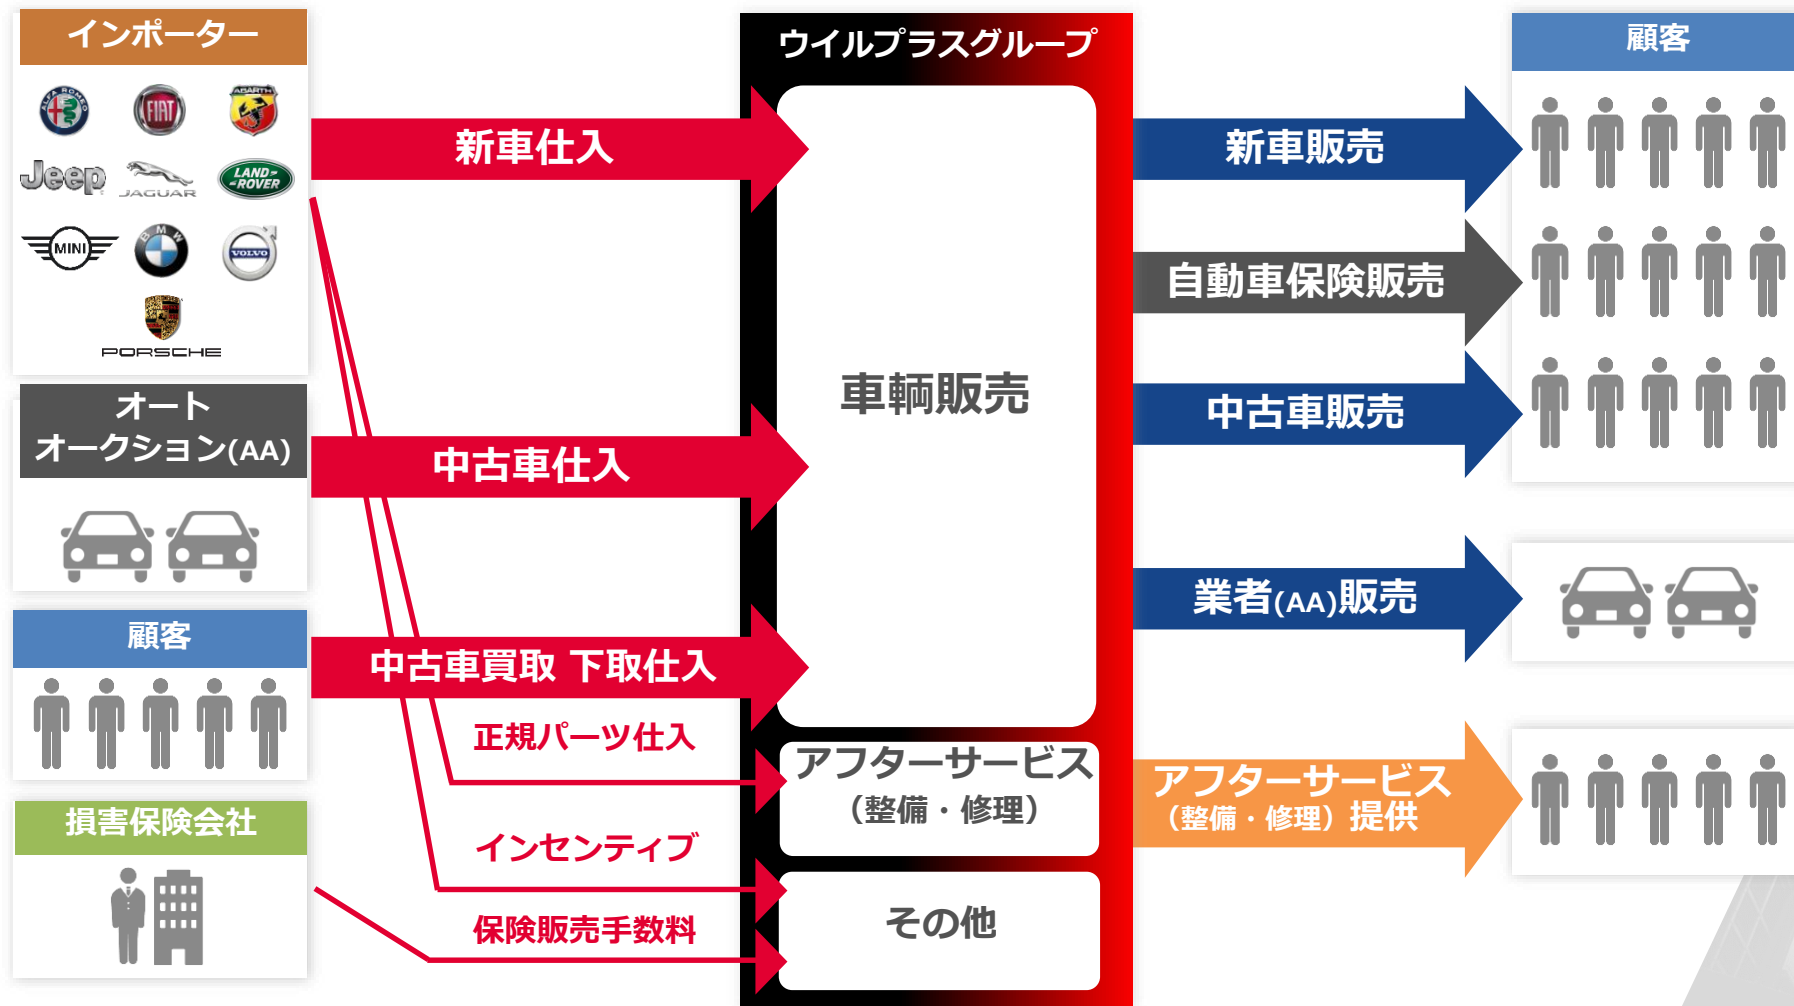 インポーター
ALFA ROMEO
FIAT
ABARTH
Jeep
JAGUAR
LAND-
-ROVER
MINI
BMW
VOLVO
PORSCHE
オート
オークション(AA)
顧客
損害保険会社
新車仕入
中古車仕入
中古車買取 下取仕入
正規パーツ仕入
インセンティブ
保険販売手数料
ウイルプラスグループ
車輌販売
アフターサービス
（整備・修理）
その他
新車販売
自動車保険販売
中古車販売
業者(AA)販売
アフターサービス
（整備・修理）提供
顧客